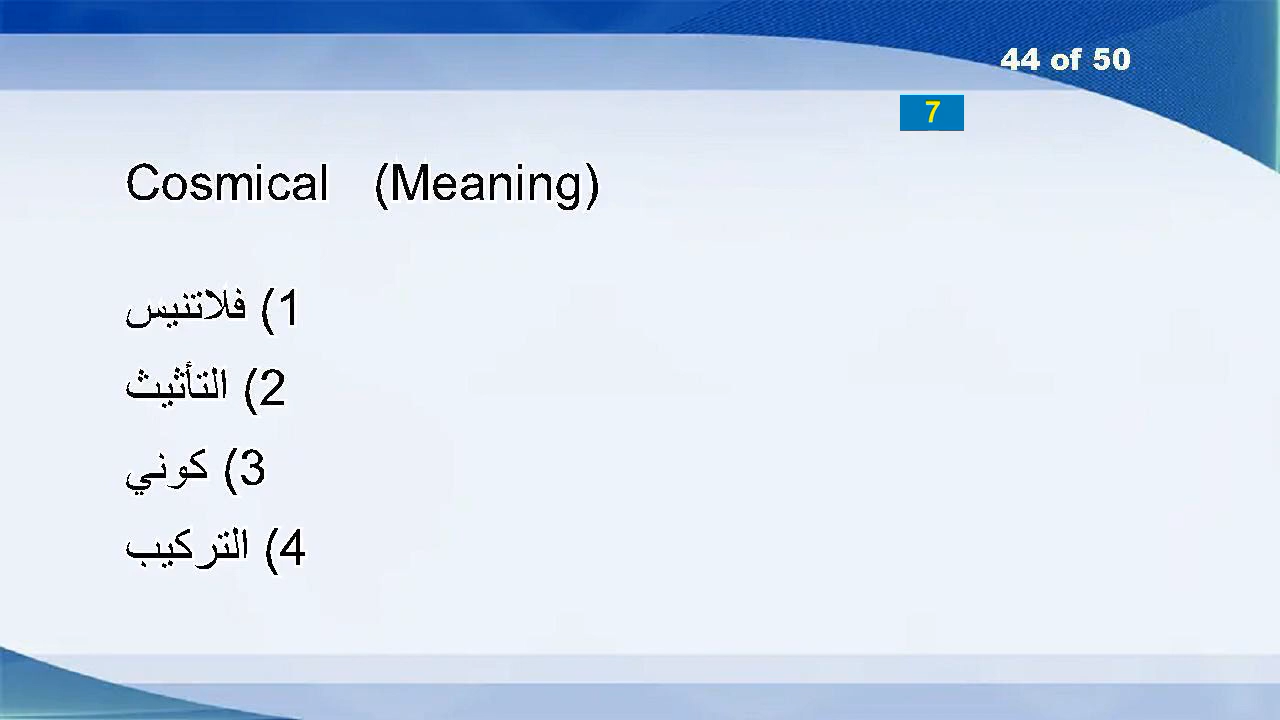 44 of 50
7
Cosmical (Meaning)
1) فلاتنيس
2) التأثيث
3) كوني
4) التركيب